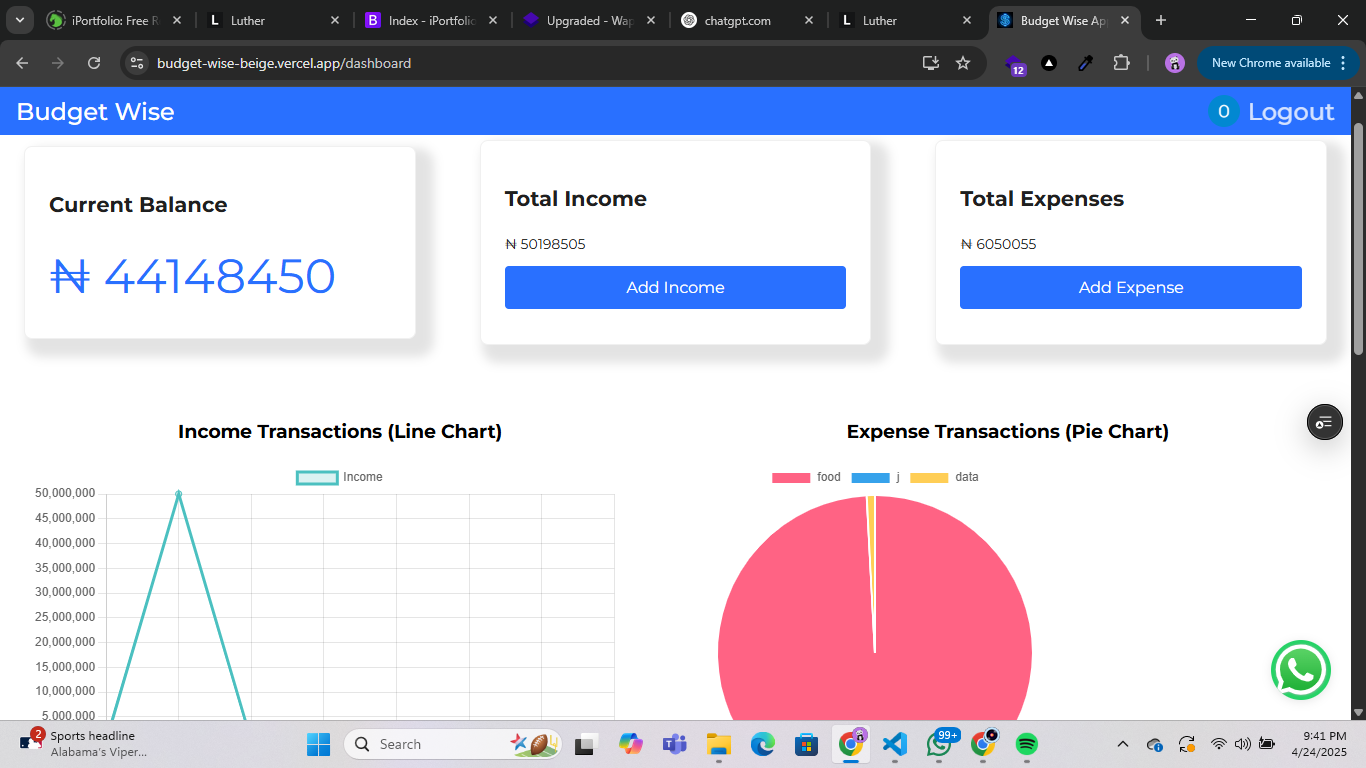 iPortfolio: Free R
Luther
Index - iPortfolio
Upgraded - Wap
chatgpt.com
Luther
Budget Wise Ap
budget-wise-beige.vercel.app/dashboard
12
New Chrome available
Budget Wise
0 Logout
Current Balance
₦ 44148450
Total Income
₦ 50198505
Add Income
Total Expenses
₦ 6050055
Add Expense
Income Transactions (Line Chart)
Income
50,000,000
45,000,000
40,000,000
35,000,000
30,000,000
25,000,000
20,000,000
15,000,000
10,000,000
5,000,000
Expense Transactions (Pie Chart)
food j data
2
Sports headline
Alabama's Viper...
Search
99+
9:41 PM
4/24/2025